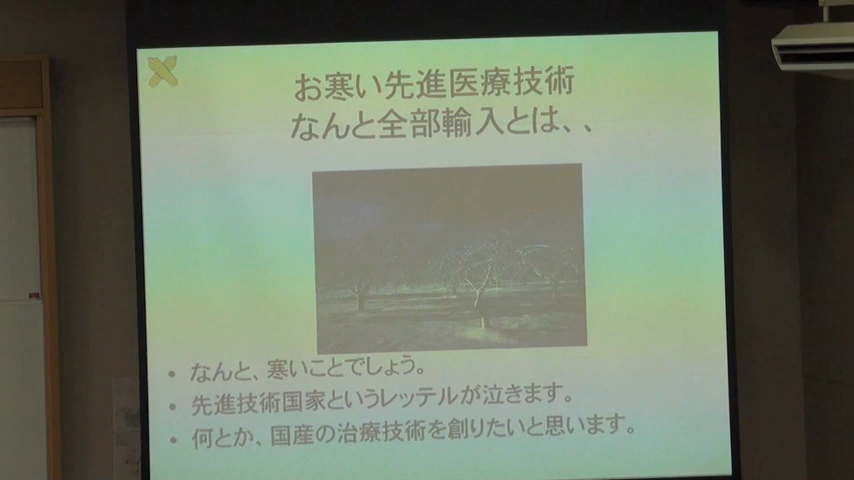 お寒い先進医療技術
なんと全部輸入とは、、
• なんと、寒いことでしょう。
• 先進技術国家というレッテルが泣きます。
• 何とか、国産の治療技術を創りたいと思います。